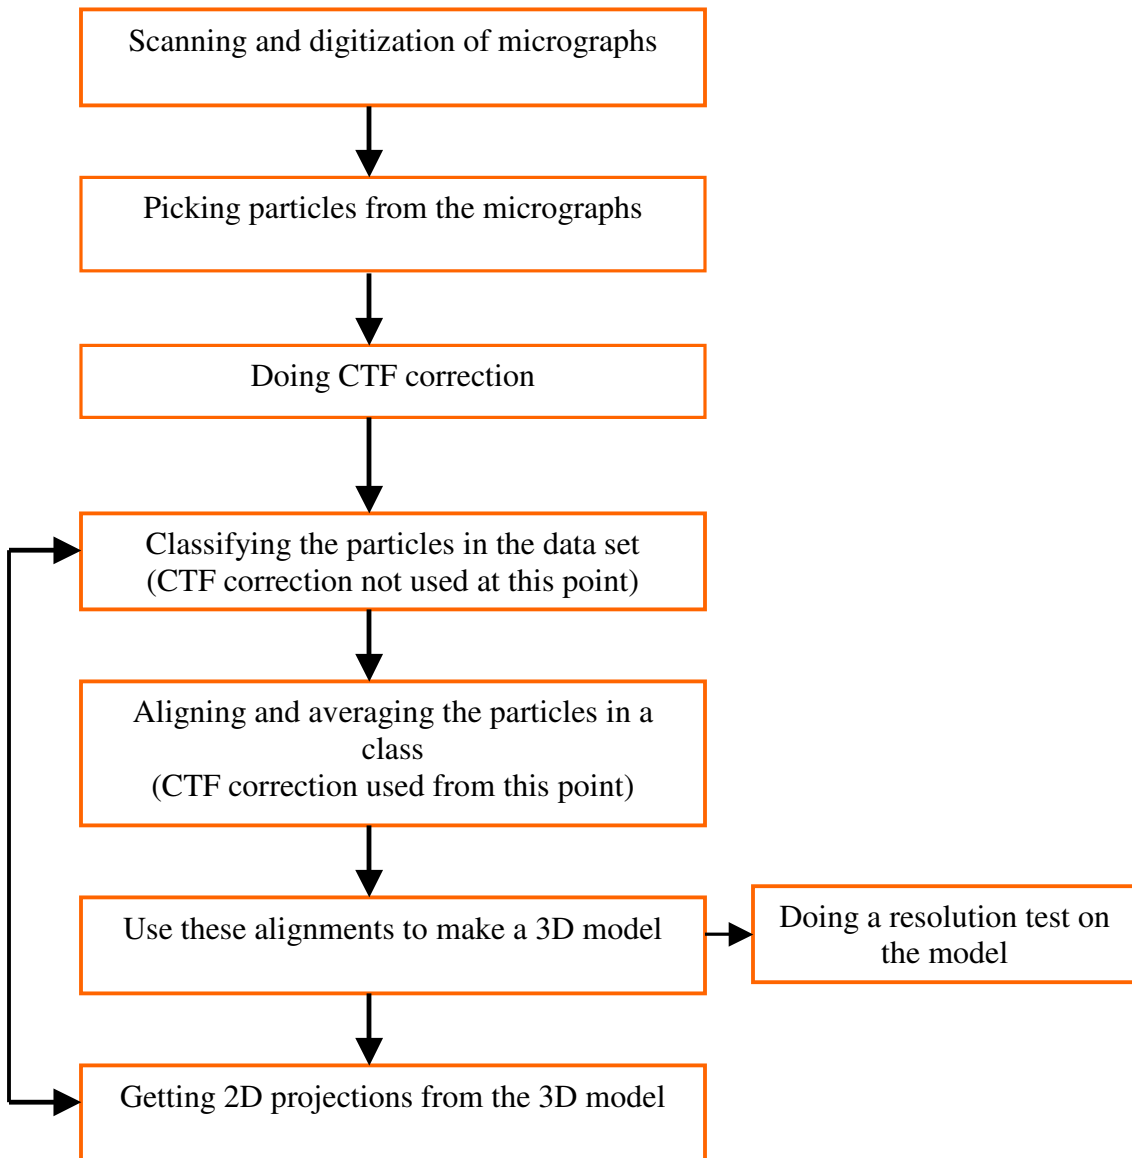 Scanning and digitization of micrographs
Picking particles from the micrographs
Doing CTF correction
Classifying the particles in the data set
(CTF correction not used at this point)
Aligning and averaging the particles in a
class
(CTF correction used from this point)
Use these alignments to make a 3D model
Doing a resolution test on
the model
Getting 2D projections from the 3D model